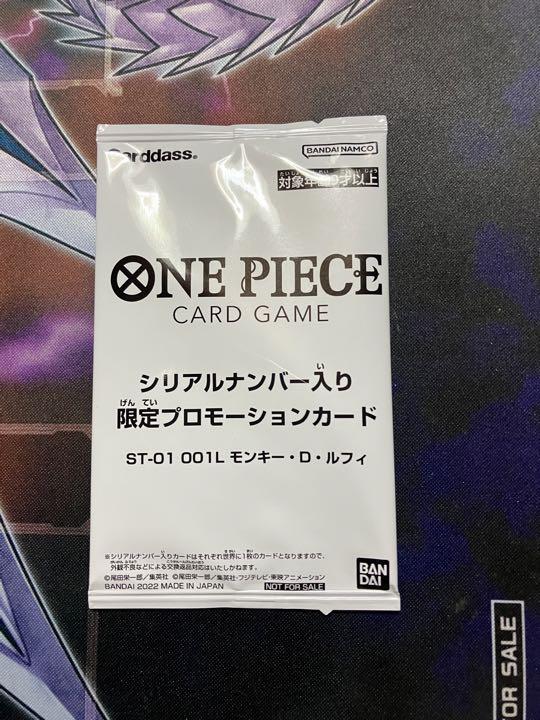 Carddass®
BANDAI NAMCO
対象年齢9才以上
ONE PIECE
CARD GAME
シリアルナンバー入り
限定プロモーションカード
ST-01 001L モンキー・D・ルフィ
※シリアルナンバー入りカードはそれぞれ世界に1枚のカードとなりますので、
外観不良などによる交換返品対応はいたしかねます。
©尾田栄一郎／集英社 ©尾田栄一郎／集英社・フジテレビ・東映アニメーション
BANDAI 2022 MADE IN JAPAN NOT FOR SALE
BAN
DAI
OR SALE